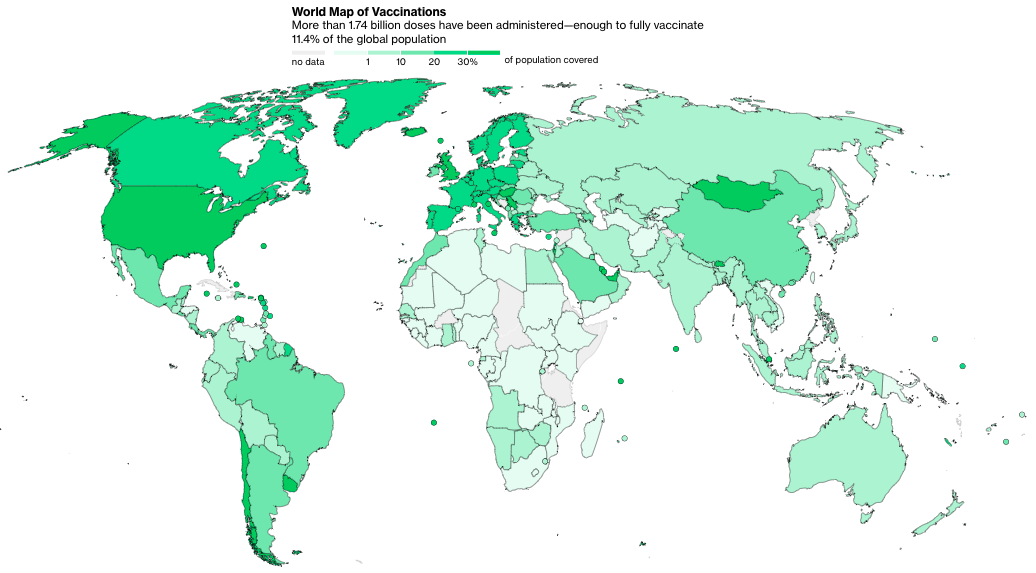 World Map of Vaccinations
More than 1.74 billion doses have been administered—enough to fully vaccinate
11.4% of the global population
no data 1 10 20 30% of population covered